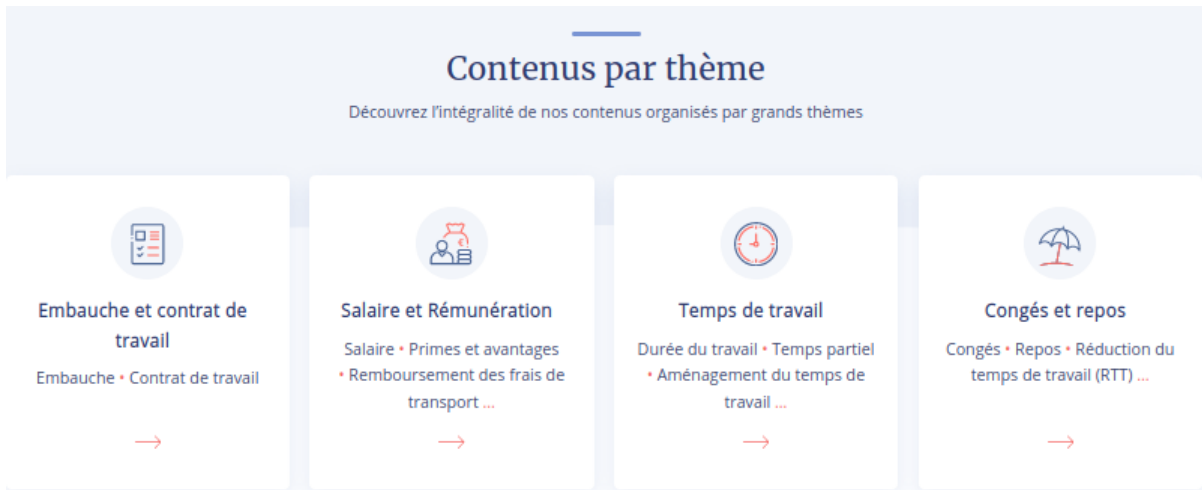 Contenus par thème
Découvrez l'intégralité de nos contenus organisés par grands thèmes
Embauche et contrat de
travail
Embauche • Contrat de travail
Salaire et Rémunération
Salaire • Primes et avantages
• Remboursement des frais de
transport ...
Temps de travail
Durée du travail • Temps partiel
• Aménagement du temps de
travail ...
Congés et repos
Congés • Repos • Réduction du
temps de travail (RTT) ...